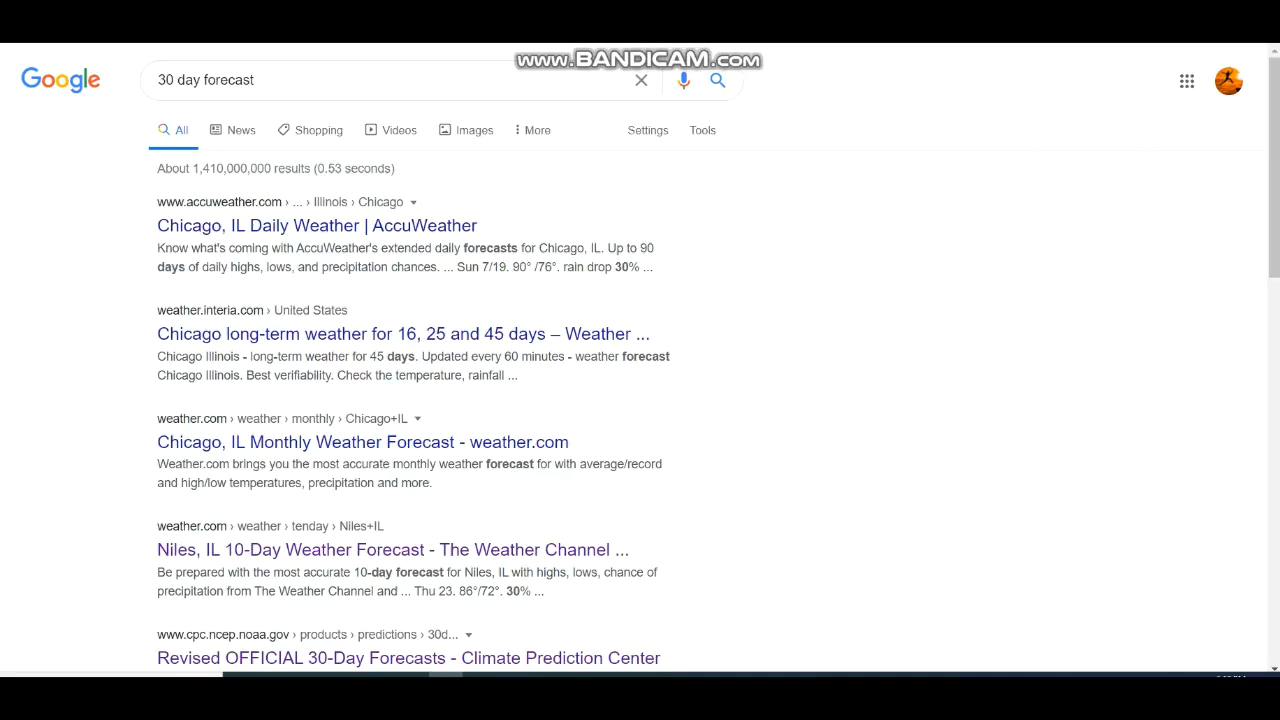 www.BANDICAM.com
Google
30 day forecast
All News Shopping Videos Images More Settings Tools
About 1,410,000,000 results (0.53 seconds)
www.accuweather.com › ... › Illinois › Chicago
Chicago, IL Daily Weather | AccuWeather
Know what's coming with AccuWeather's extended daily forecasts for Chicago, IL. Up to 90
days of daily highs, lows, and precipitation chances. ... Sun 7/19. 90° /76°. rain drop 30% ...
weather.interia.com › United States
Chicago long-term weather for 16, 25 and 45 days – Weather ...
Chicago Illinois - long-term weather for 45 days. Updated every 60 minutes - weather forecast
Chicago Illinois. Best verifiability. Check the temperature, rainfall ...
weather.com › weather › monthly › Chicago+IL
Chicago, IL Monthly Weather Forecast - weather.com
Weather.com brings you the most accurate monthly weather forecast for with average/record
and high/low temperatures, precipitation and more.
weather.com › weather › tenday › Niles+IL
Niles, IL 10-Day Weather Forecast - The Weather Channel ...
Be prepared with the most accurate 10-day forecast for Niles, IL with highs, lows, chance of
precipitation from The Weather Channel and ... Thu 23. 86°/72°. 30% ...
www.cpc.ncep.noaa.gov › products › predictions › 30d...
Revised OFFICIAL 30-Day Forecasts - Climate Prediction Center